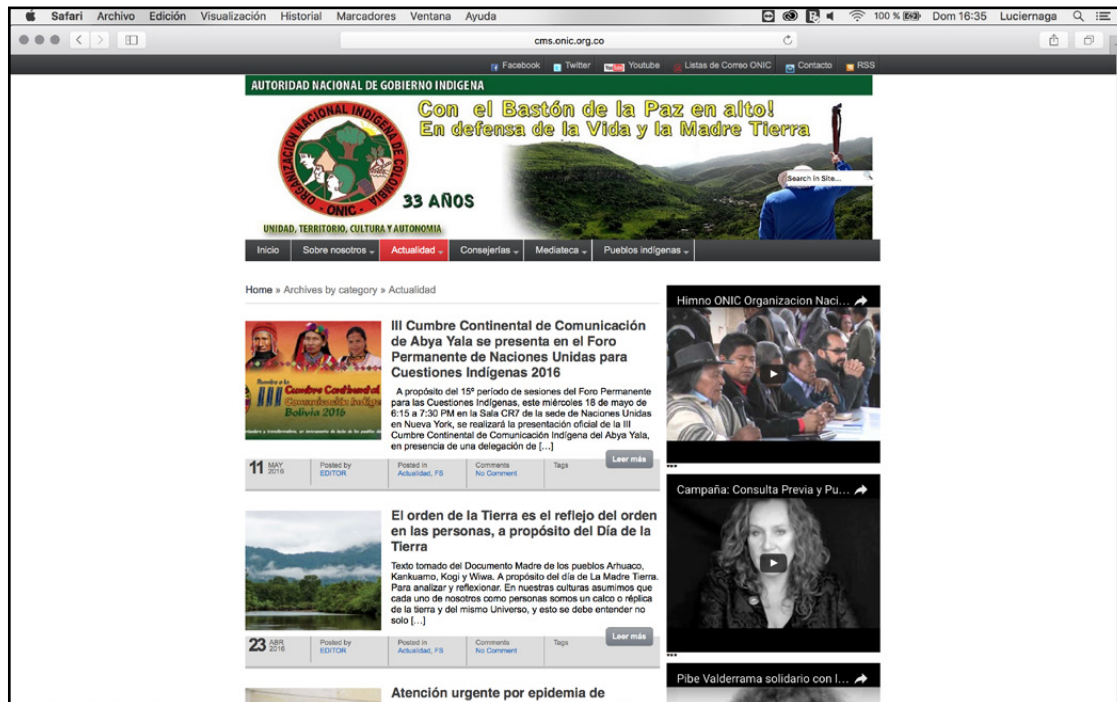 Safari Archivo Edición Visualización Historial Marcadores Ventana Ayuda
100 % Dom 16:35 Luciernaga
cms.onic.org.co
Facebook Twitter Youtube Listas de Correo ONIC Contacto RSS
AUTORIDAD NACIONAL DE GOBIERNO INDIGENA
ORGANIZACION NACIONAL INDIGENA DE COLOMBIA
- ONIC -
Con el Bastón de la Paz en alto!
En defensa de la Vida y la Madre Tierra
Search in Site...
33 AÑOS
UNIDAD, TERRITORIO, CULTURA Y AUTONOMIA
Inicio Sobre nosotros Actualidad Consejerías Mediateca Pueblos indígenas
Home » Archives by category » Actualidad
III Cumbre Continental de Comunicación
de Abya Yala se presenta en el Foro
Permanente de Naciones Unidas para
Cuestiones Indígenas 2016
A propósito del 15º período de sesiones del Foro Permanente
para las Cuestiones Indígenas, este miércoles 18 de mayo de
6:15 a 7:30 PM en la Sala CR7 de la sede de Naciones Unidas
en Nueva York, se realizará la presentación oficial de la III
Cumbre Continental de Comunicación Indígena del Abya Yala,
en presencia de una delegación de [...]
Leer más
III Cumbre Continental
Comunicación
Bolivia 2016
11 MAY 2016
Posted by
EDITOR
Posted in
Actualidad, FS
Comments
No Comment
Tags
El orden de la Tierra es el reflejo del orden
en las personas, a propósito del Día de la
Tierra
Texto tomado del Documento Madre de los pueblos Arhuaco,
Kankuamo, Kogi y Wiwa. A propósito del día de La Madre Tierra.
Para analizar y reflexionar. En nuestras culturas asumimos que
cada uno de nosotros como personas somos un calco o réplica
de la tierra y del mismo Universo, y esto se debe entender no
solo [...]
Leer más
23 ABR 2016
Posted by
EDITOR
Posted in
Actualidad, FS
Comments
No Comment
Tags
Atención urgente por epidemia de
Himno ONIC Organizacion Naci...
Campaña: Consulta Previa y Pu...
Pibe Valderrama solidario con l...